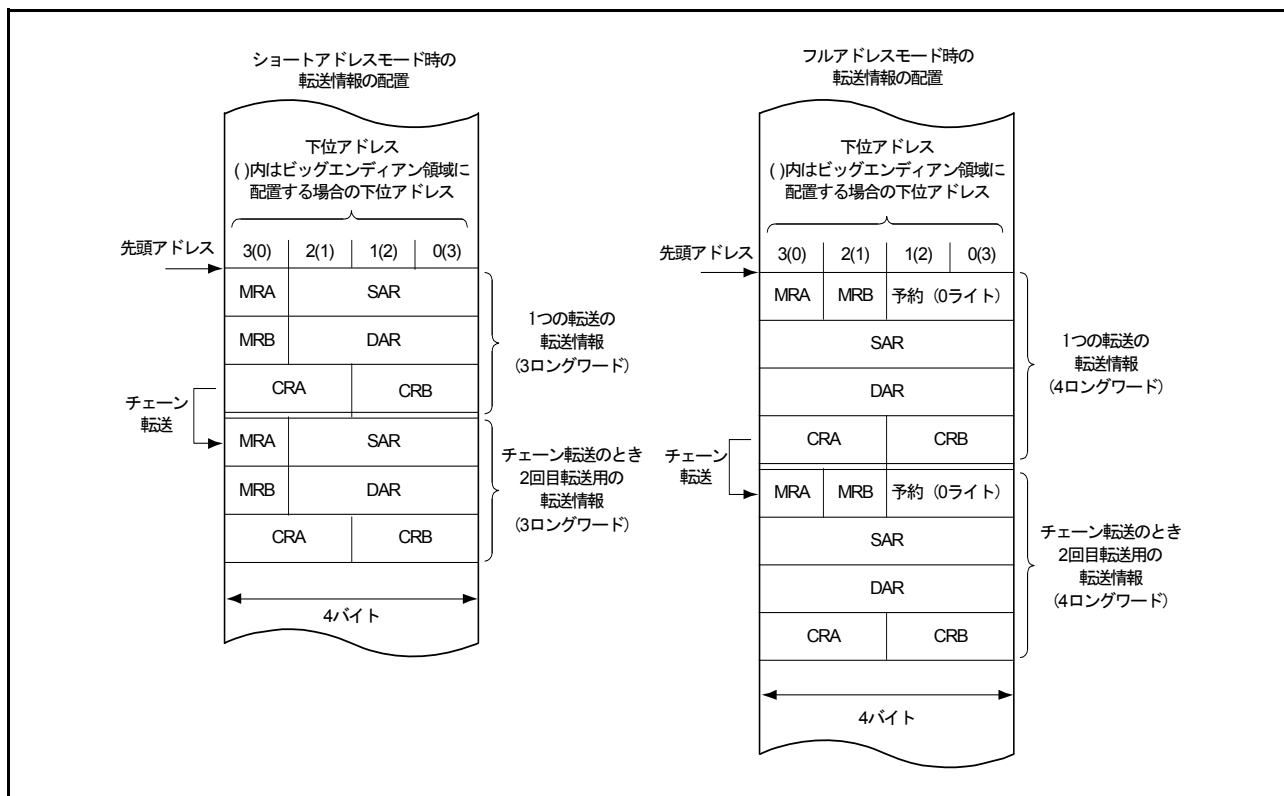 ショートアドレスモード時の
転送情報の配置
下位アドレス
( )内はビッグエンディアン領域に
配置する場合の下位アドレス
先頭アドレス
3(0) 2(1) 1(2) 0(3)
MRA SAR
MRB DAR
CRA CRB
1つの転送の
転送情報
(3ロングワード)
チェーン
転送
MRA SAR
MRB DAR
CRA CRB
チェーン転送のとき
2回目転送用の
転送情報
(3ロングワード)
4バイト
フルアドレスモード時の
転送情報の配置
下位アドレス
( )内はビッグエンディアン領域に
配置する場合の下位アドレス
先頭アドレス
3(0) 2(1) 1(2) 0(3)
MRA MRB 予約（0ライト）
SAR
DAR
CRA CRB
1つの転送の
転送情報
(4ロングワード)
チェーン
転送
MRA MRB 予約（0ライト）
SAR
DAR
CRA CRB
チェーン転送のとき
2回目転送用の
転送情報
(4ロングワード)
4バイト